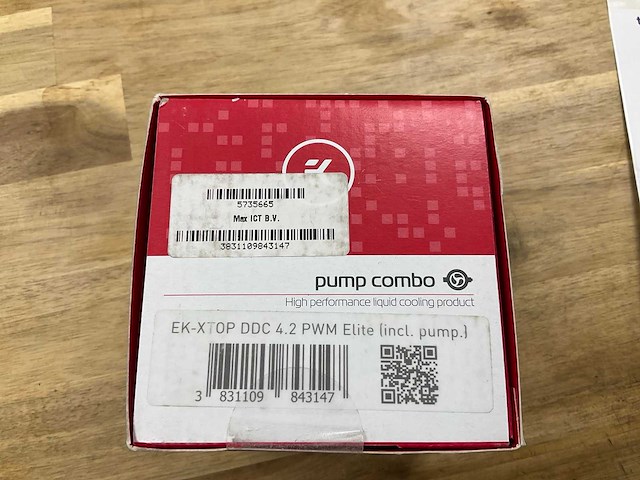 5735665
Max ICT B.V.
3831109843147
pump combo
High performance liquid cooling product
EK-XTOP DDC 4.2 PWM Elite (incl. pump.)
3 831109 843147